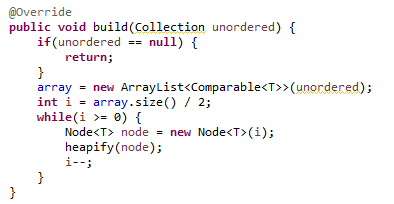 @Override
public void build(Collection unordered) {
    if(unordered == null) {
        return;
    }
    array = new ArrayList<Comparable<T>>(unordered);
    int i = array.size() / 2;
    while(i >= 0) {
        Node<T> node = new Node<T>(i);
        heapify(node);
        i--;
    }
}